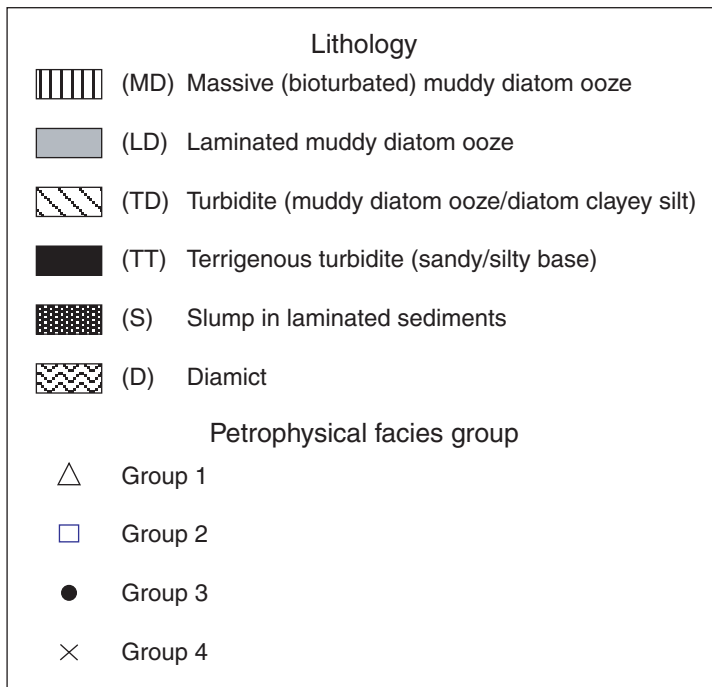 Lithology
(MD) Massive (bioturbated) muddy diatom ooze
(LD) Laminated muddy diatom ooze
(TD) Turbidite (muddy diatom ooze/diatom clayey silt)
(TT) Terrigenous turbidite (sandy/silty base)
(S) Slump in laminated sediments
(D) Diamict
Petrophysical facies group
Group 1
Group 2
Group 3
Group 4